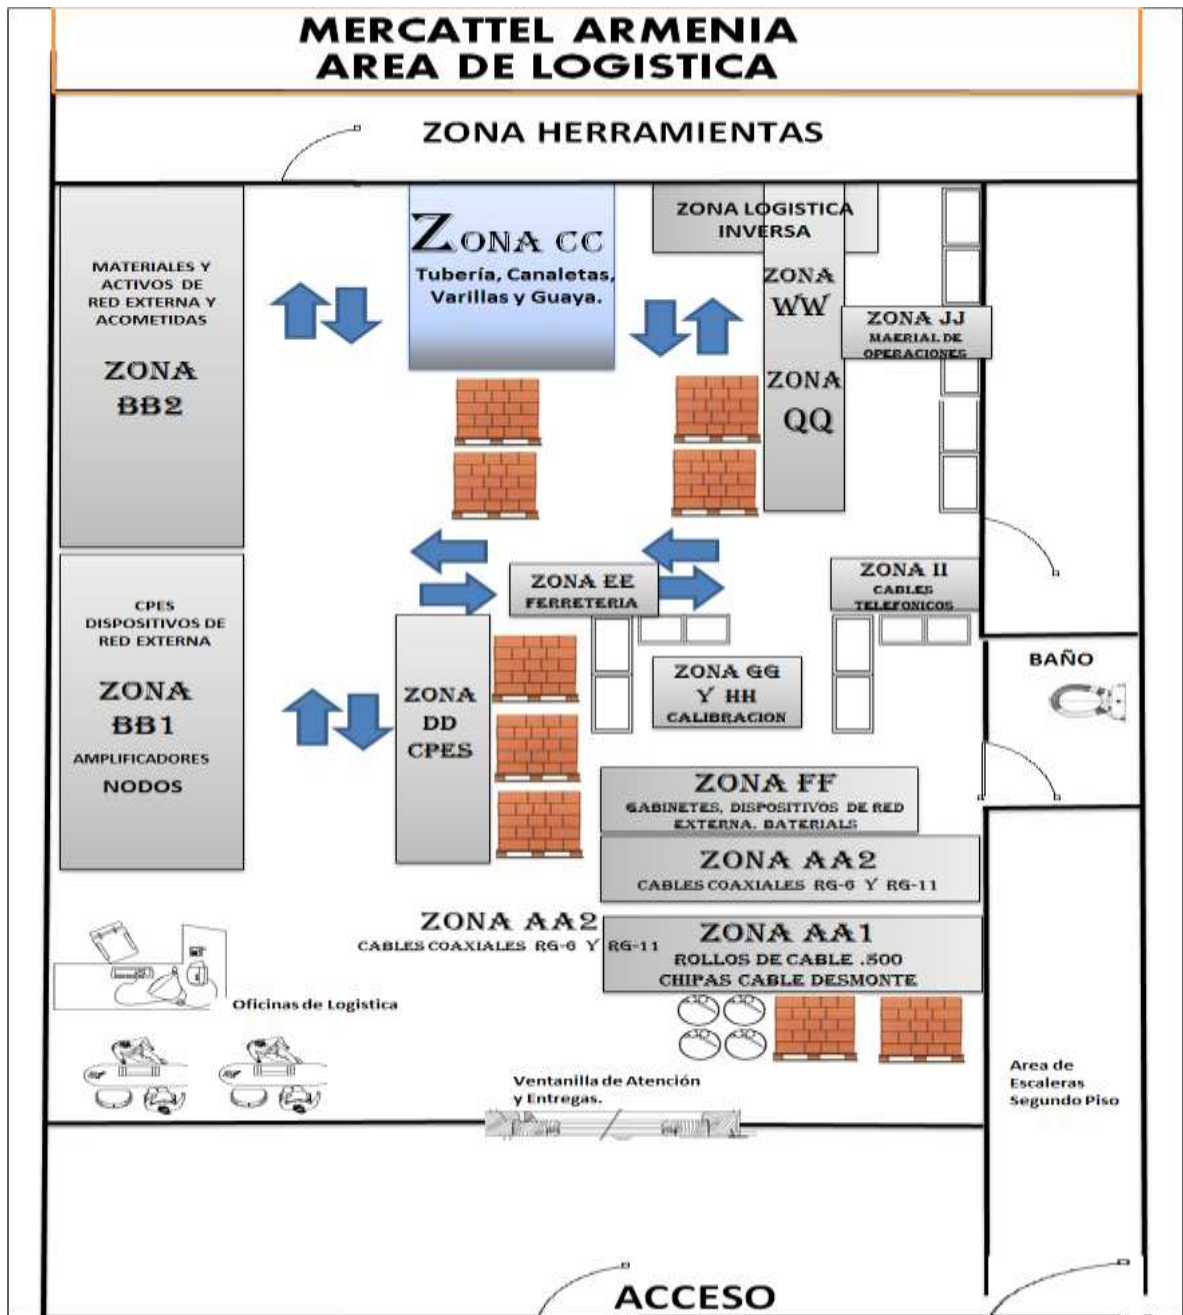 MERCATTEL ARMENIA
AREA DE LOGISTICA
ZONA HERRAMIENTAS
MATERIALES Y
ACTIVOS DE
RED EXTERNA Y
ACOMETIDAS
ZONA
BB2
ZONA CC
Tubería, Canaletas,
Varillas y Guaya.
ZONA LOGISTICA
INVERSA
ZONA
WW
ZONA
QQ
ZONA JJ
MAERIAL DE
OPERACIONES
CPES
DISPOSITIVOS DE
RED EXTERNA
ZONA
BB1
AMPLIFICADORES
NODOS
ZONA EE
FERRETERIA
ZONA II
CABLES
TELEFONICOS
ZONA
DD
CPES
ZONA GG
Y HH
CALIBRACION
BAÑO
ZONA FF
GABINETES, DISPOSITIVOS DE RED
EXTERNA. BATERIALS
ZONA AA2
CABLES COAXIALES RG-6 Y RG-11
ZONA AA2
CABLES COAXIALES RG-6 Y RG-11
ZONA AA1
ROLLOS DE CABLE .500
CHIPAS CABLE DESMONTE
Oficinas de Logistica
Ventanilla de Atención
y Entregas.
Area de
Escaleras
Segundo Piso
ACCESO